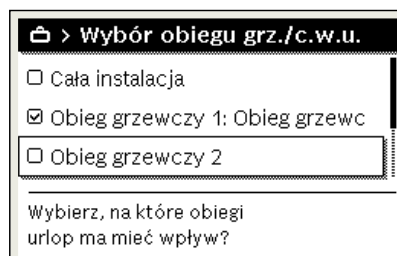 > Wybór obiegu grz./c.w.u.
Cała instalacja
Obieg grzewczy 1: Obieg grzewc
Obieg grzewczy 2
Wybierz, na które obiegi
urlop ma mieć wpływ?